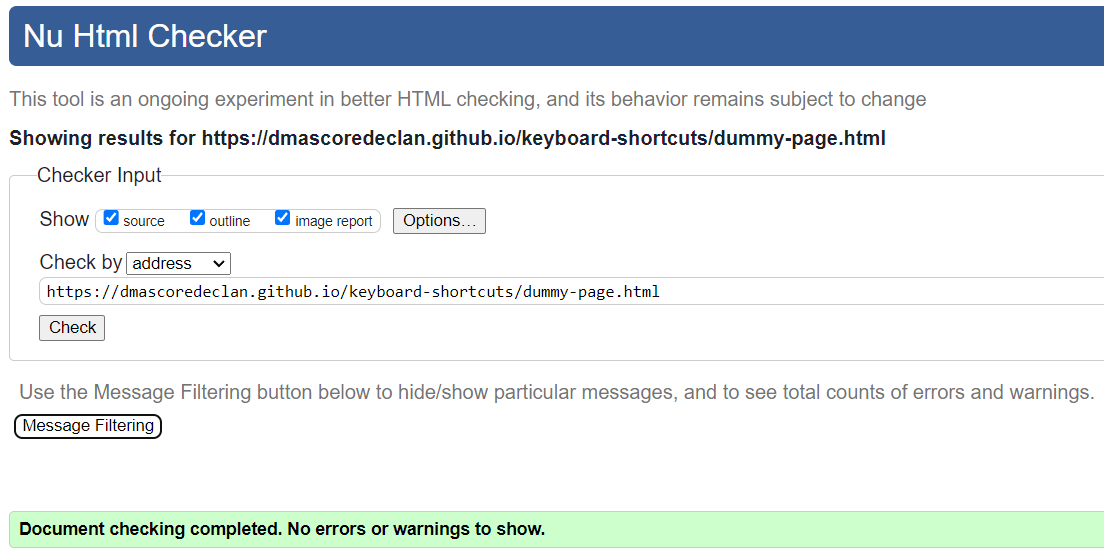 Nu Html Checker
This tool is an ongoing experiment in better HTML checking, and its behavior remains subject to change
Showing results for https://dmascoredeclan.github.io/keyboard-shortcuts/dummy-page.html
Checker Input
Show source outline image report Options...
Check by address
https://dmascoredeclan.github.io/keyboard-shortcuts/dummy-page.html
Check
Use the Message Filtering button below to hide/show particular messages, and to see total counts of errors and warnings.
Message Filtering
Document checking completed. No errors or warnings to show.